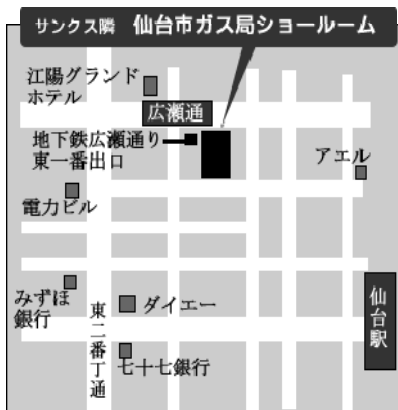 サンクス隣 仙台市ガス局ショールーム
江陽グランド
ホテル
広瀬通
地下鉄広瀬通り
東一番出口
アエル
電力ビル
みずほ
銀行
東二番丁通
ダイエー
仙台駅
七十七銀行